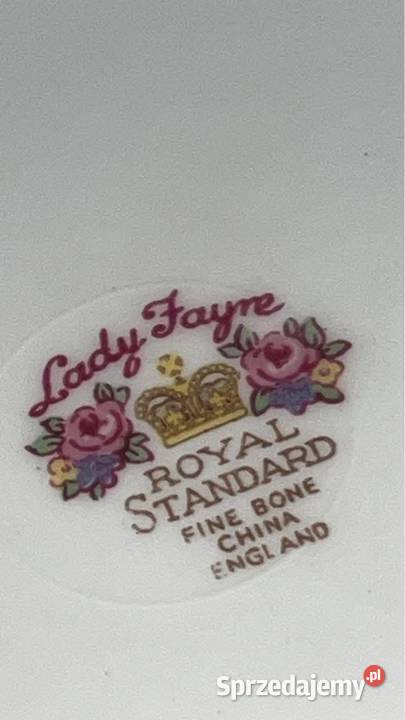 Lady Fayre
ROYAL
STANDARD
FINE BONE
CHINA
ENGLAND
Sprzedajemy.pl